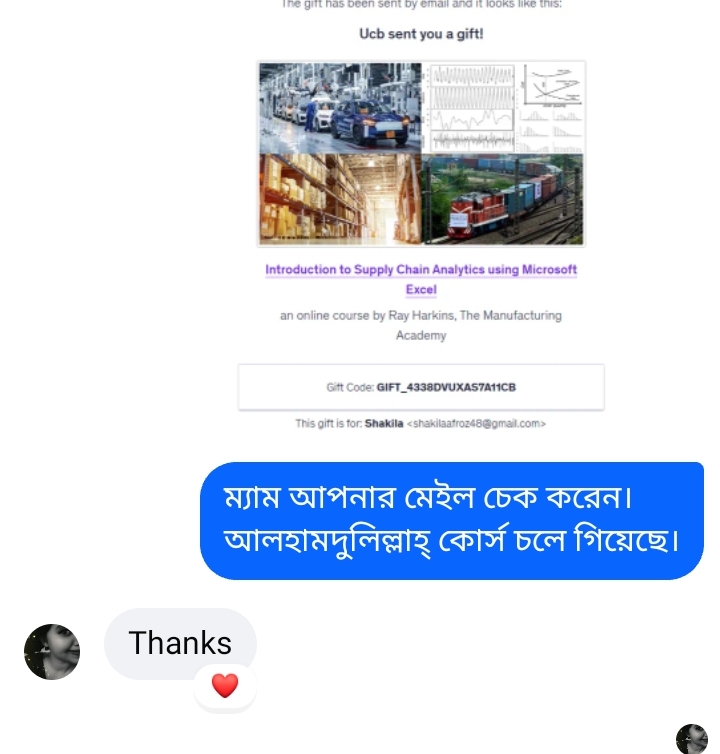 The gift has been sent by email and it looks like this:
Ucb sent you a gift!
Introduction to Supply Chain Analytics using Microsoft
Excel
an online course by Ray Harkins, The Manufacturing
Academy
Gift Code: GIFT_4338DVUXAS7A11CB
This gift is for: Shakila <shakilaafroz48@gmail.com>
ম্যাম আপনার মেইল চেক করেন।
আলহামদুলিল্লাহ্ কোর্স চলে গিয়েছে।
Thanks